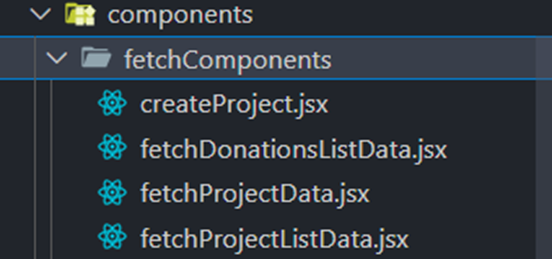 components
fetchComponents
createProject.jsx
fetchDonationsListData.jsx
fetchProjectData.jsx
fetchProjectListData.jsx